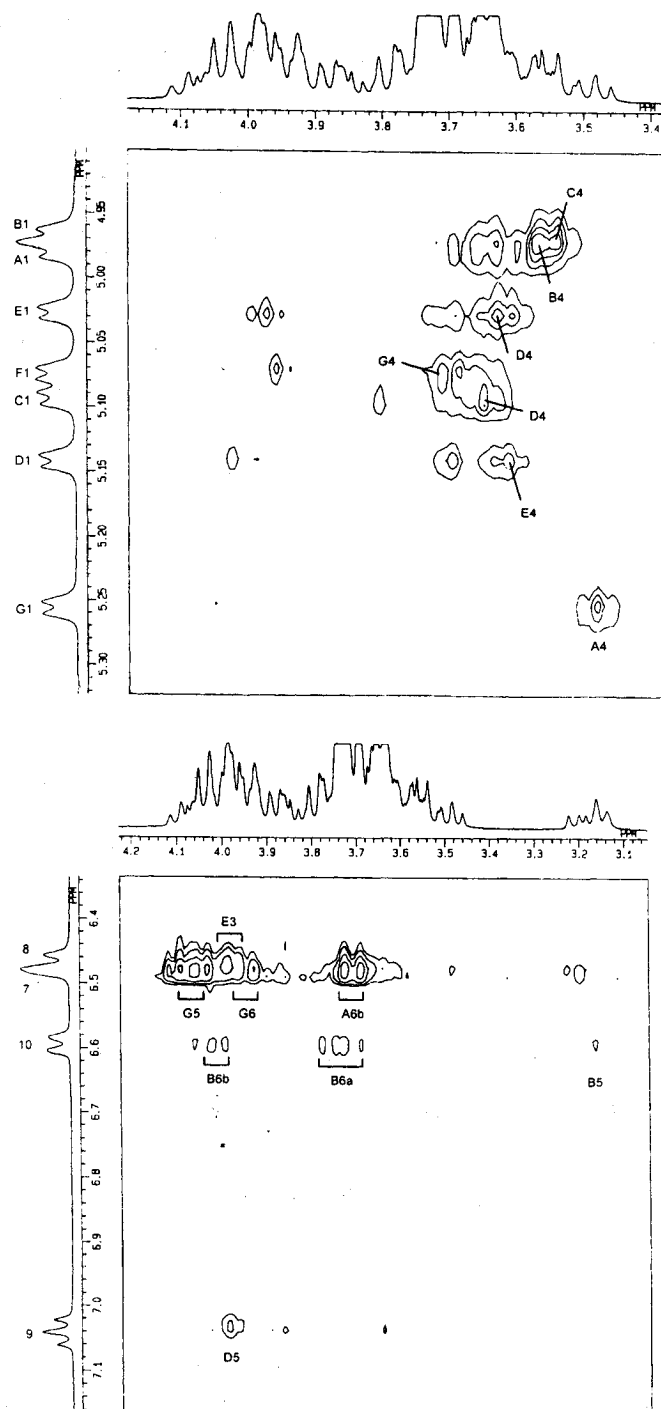 4.1 4.0 3.9 3.8 3.7 3.6 3.5 3.4
PPM
PPM
C4
B1
4.95
A1
5.00
B4
E1
5.05
D4
G4
F1
C1
5.10
D4
D1
5.15
E4
5.20
G1
5.25
A4
5.30
4.2 4.1 4.0 3.9 3.8 3.7 3.6 3.5 3.4 3.3 3.2 3.1
PPM
PPM
6.4
E3
8
7
6.5
G5 G6 A6b
10
6.6
B6b B6a B5
6.7
6.8
6.9
7.0
9
D5
7.1